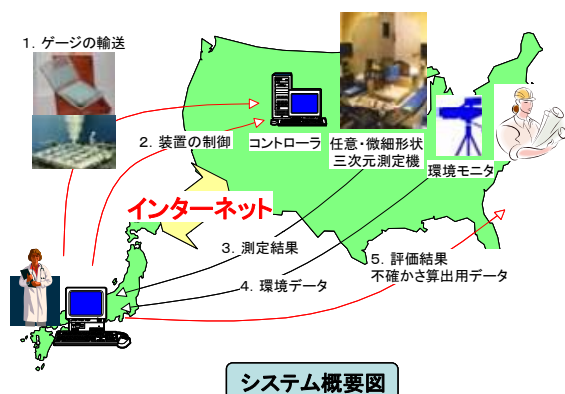 1. ゲージの輸送
2. 装置の制御
コントローラ
任意・微細形状
三次元測定機
環境モニタ
インターネット
3. 測定結果
4. 環境データ
5. 評価結果
不確かさ算出用データ
システム概要図